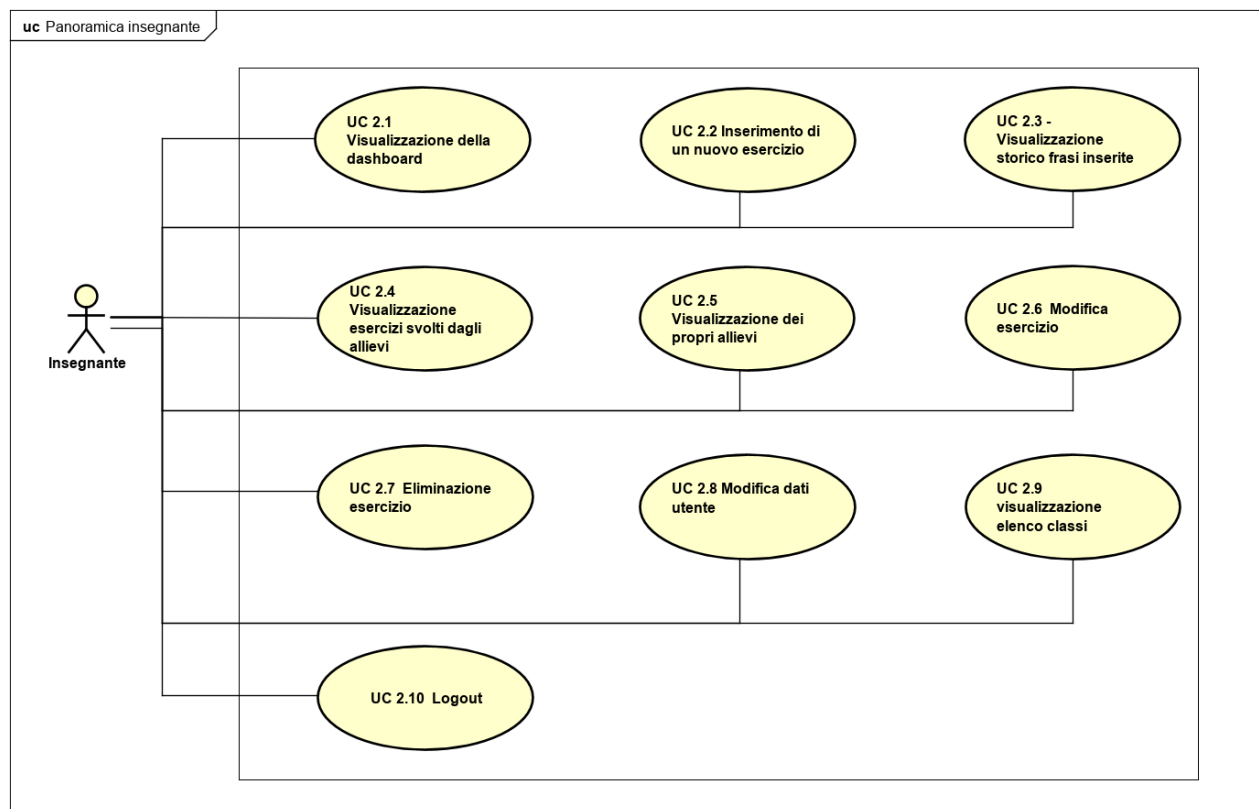 uc Panoramica insegnante
UC 2.1
Visualizzazione della
dashboard
UC 2.2 Inserimento di
un nuovo esercizio
UC 2.3 -
Visualizzazione
storico frasi inserite
Insegnante
UC 2.4
Visualizzazione
esercizi svolti dagli
allievi
UC 2.5
Visualizzazione dei
propri allievi
UC 2.6 Modifica
esercizio
UC 2.7 Eliminazione
esercizio
UC 2.8 Modifica dati
utente
UC 2.9
visualizzazione
elenco classi
UC 2.10 Logout